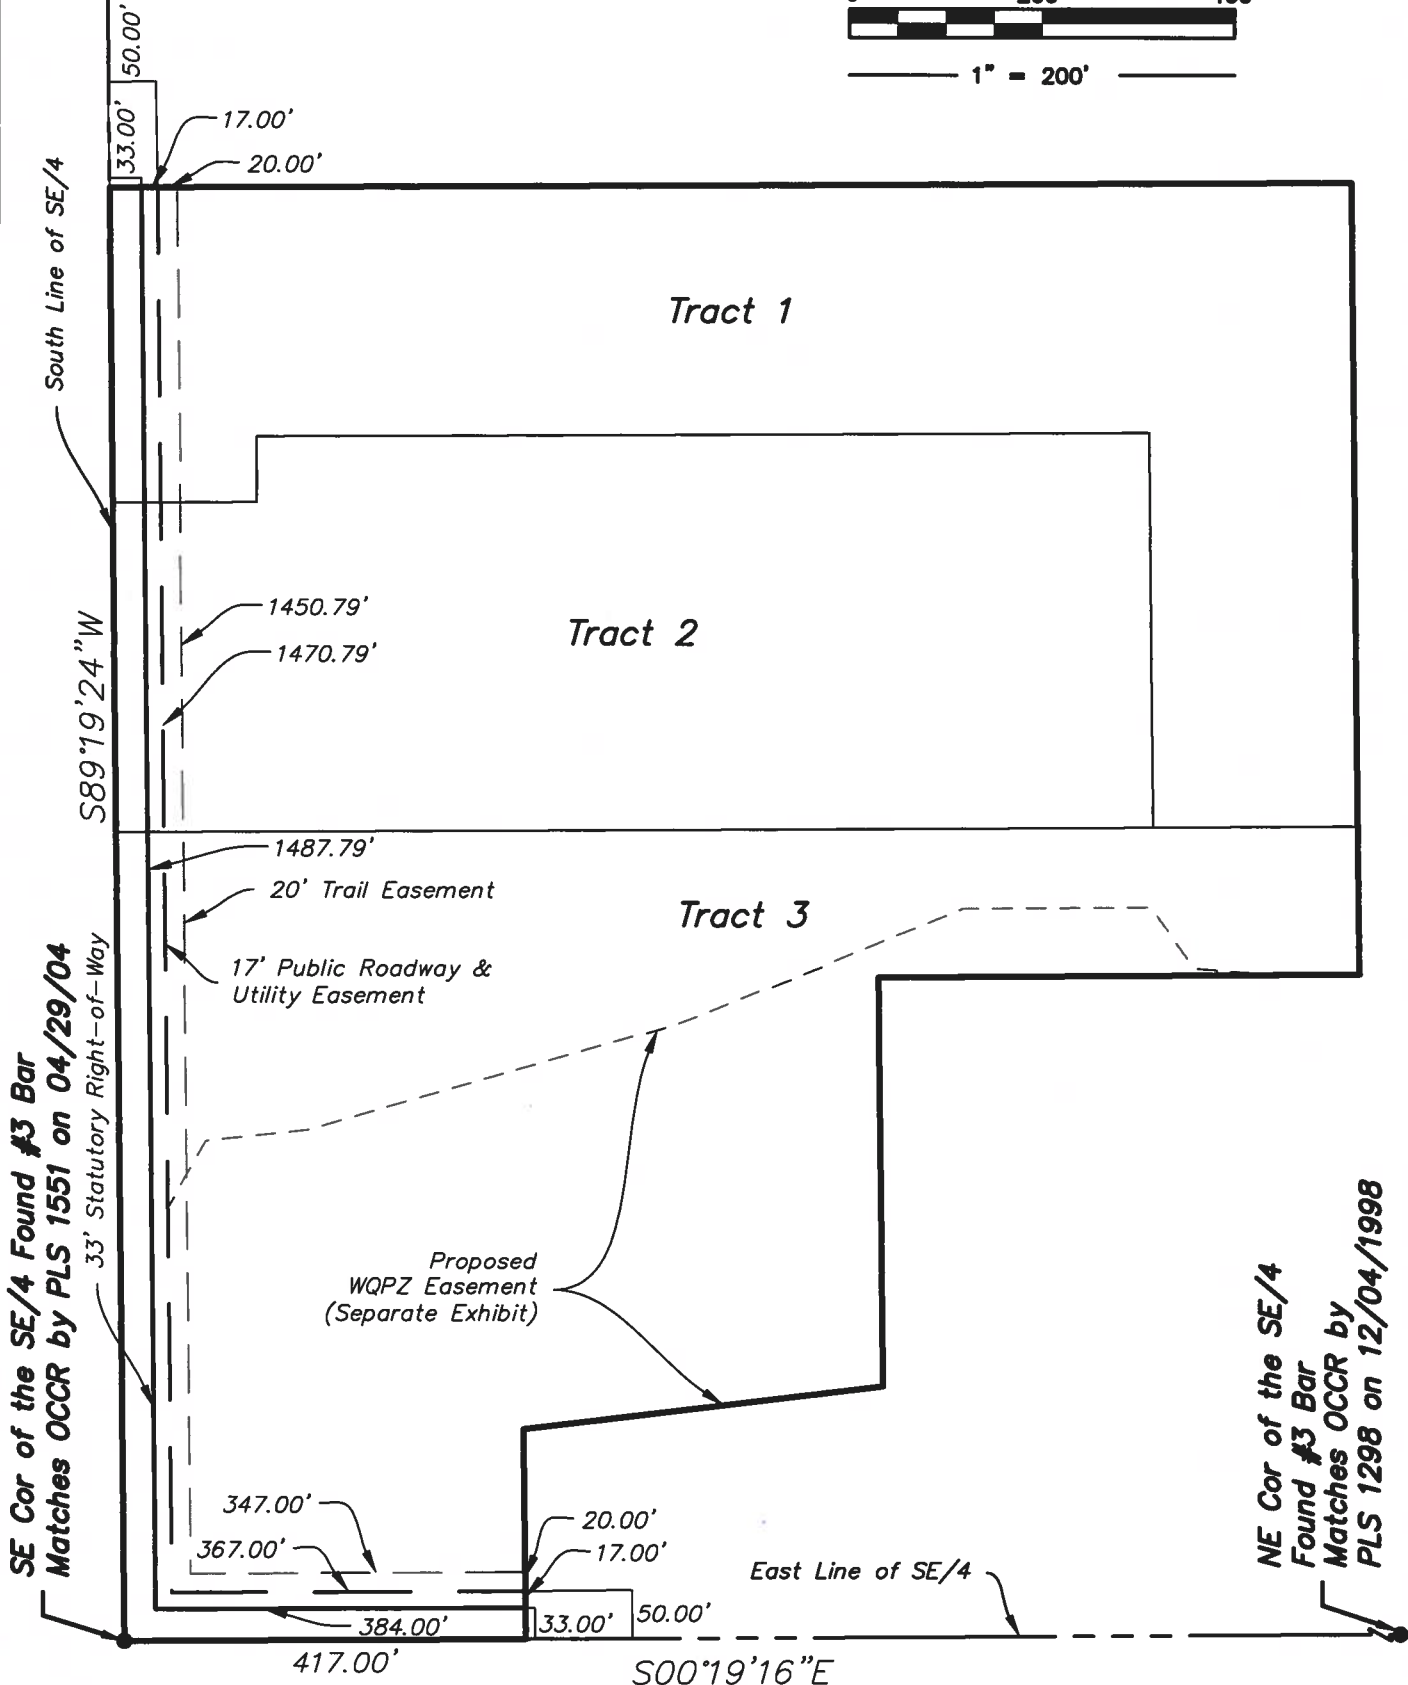 1" = 200'
50.00'
33.00'
17.00'
20.00'
South Line of SE/4
Tract 1
1450.79'
1470.79'
Tract 2
S89°19'24"W
1487.79'
20' Trail Easement
Tract 3
17' Public Roadway &
Utility Easement
33' Statutory Right-of-Way
SE Cor of the SE/4 Found #3 Bar
Matches OCCR by PLS 1551 on 04/29/04
Proposed
WQPZ Easement
(Separate Exhibit)
NE Cor of the SE/4
Found #3 Bar
Matches OCCR by
PLS 1298 on 12/04/1998
347.00'
367.00'
20.00'
17.00'
East Line of SE/4
384.00'
33.00'
50.00'
417.00'
S00°19'16"E